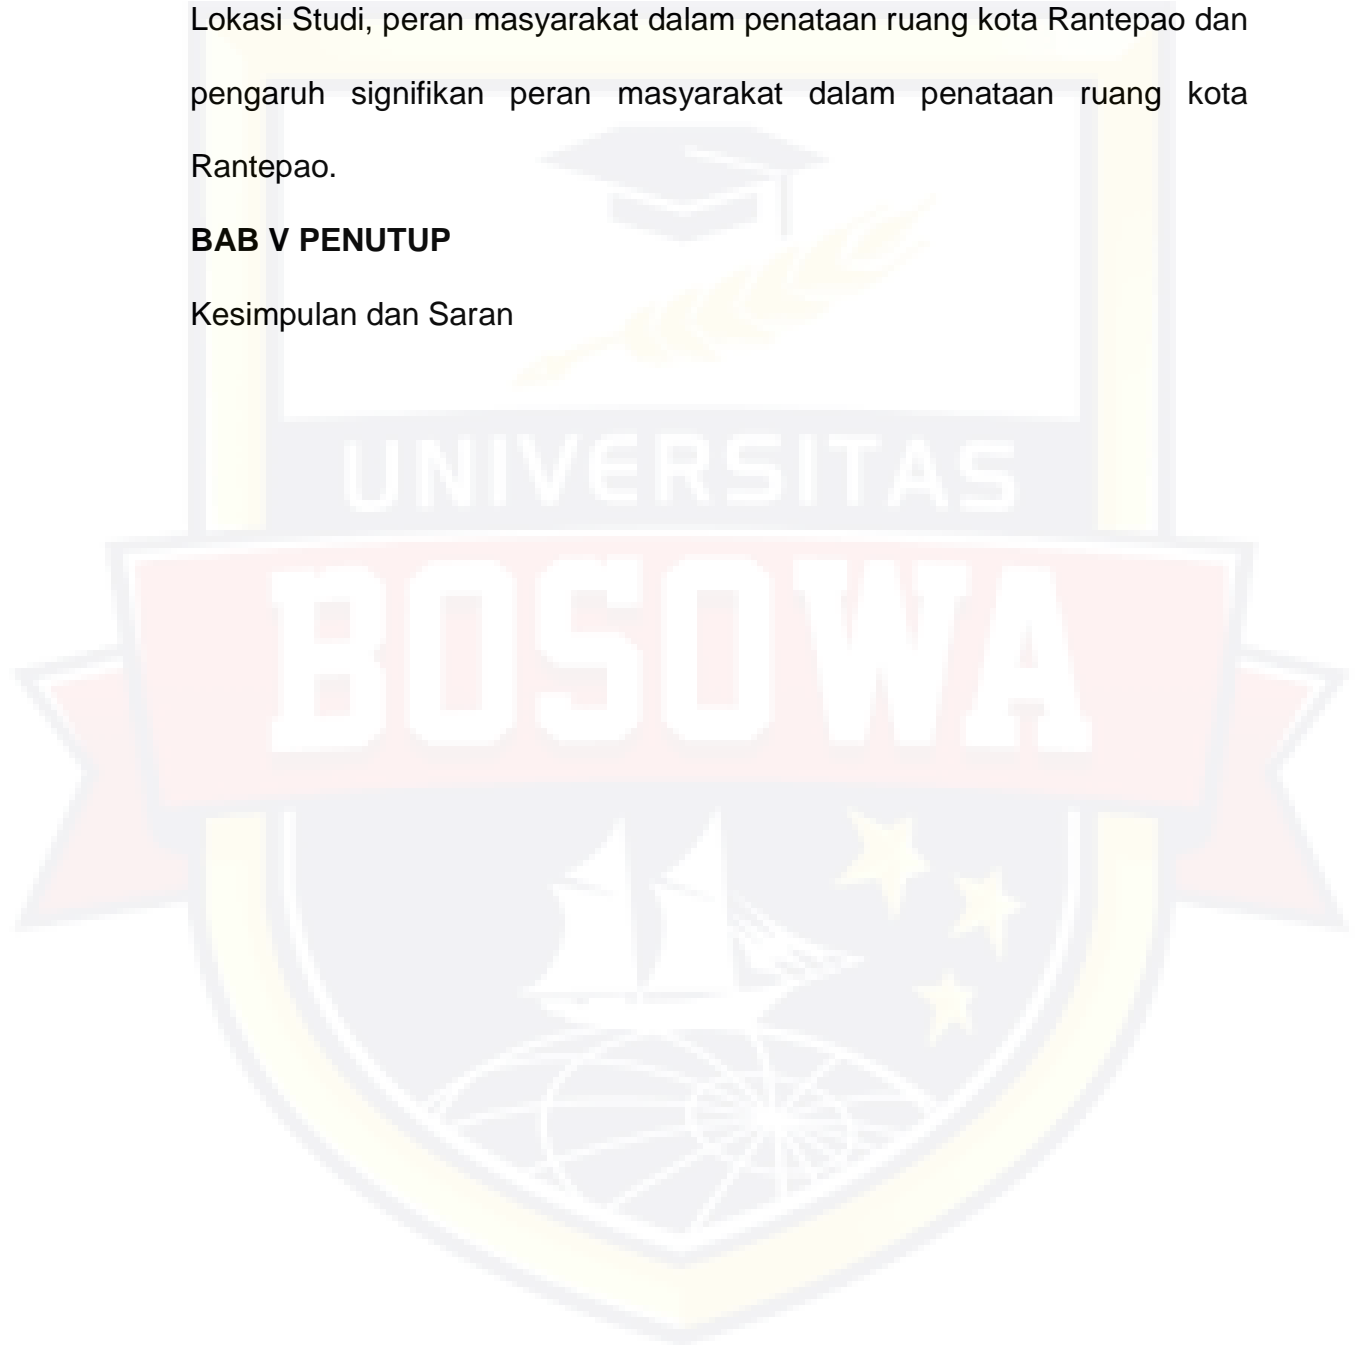 Lokasi Studi, peran masyarakat dalam penataan ruang kota Rantepao dan
pengaruh signifikan peran masyarakat dalam penataan ruang kota
Rantepao.
BAB V PENUTUP
Kesimpulan dan Saran
UNIVERSITAS
BOSOWA